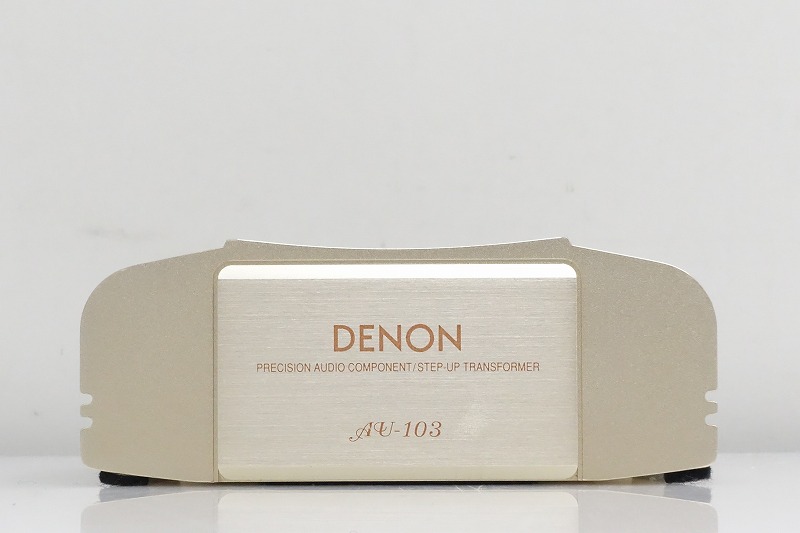 DENON
PRECISION AUDIO COMPONENT/STEP-UP TRANSFORMER
AU-103